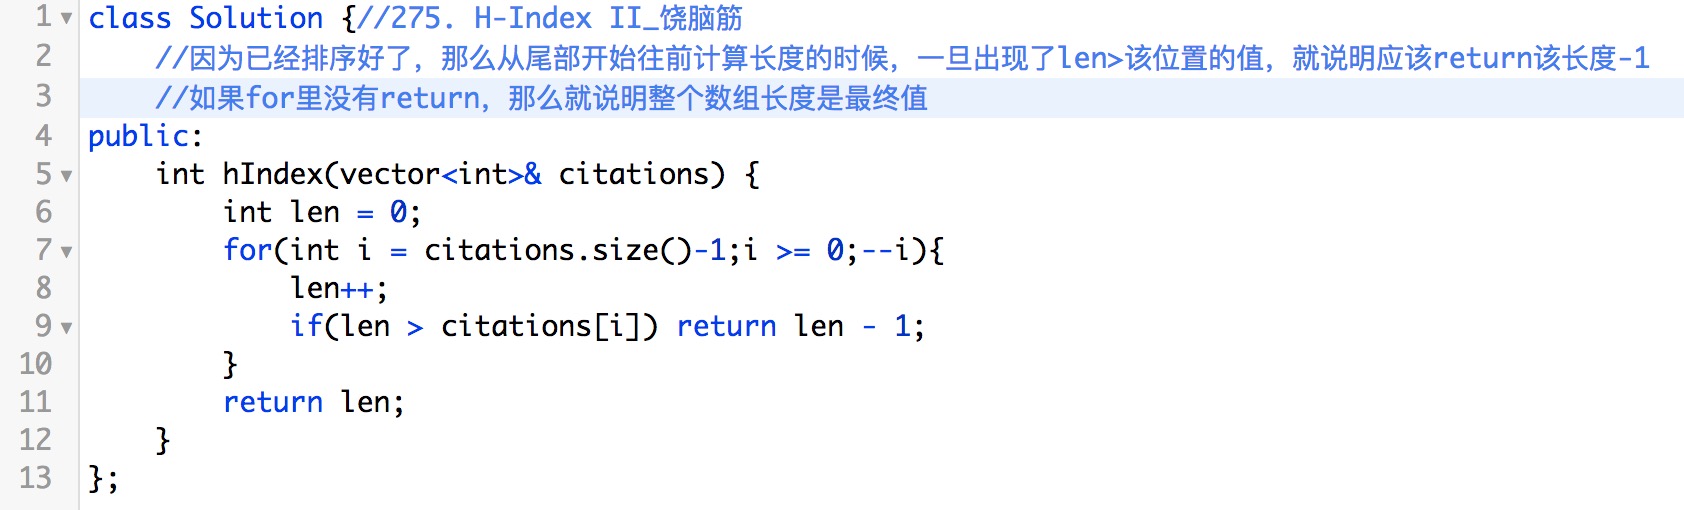 1 class Solution {//275. H-Index II_饶脑筋
2 //因为已经排序好了，那么从尾部开始往前计算长度的时候，一旦出现了len>该位置的值，就说明应该return该长度-1
3 //如果for里没有return，那么就说明整个数组长度是最终值
4 public:
5 int hIndex(vector<int>& citations) {
6 int len = 0;
7 for(int i = citations.size()-1;i >= 0;--i){
8 len++;
9 if(len > citations[i]) return len - 1;
10 }
11 return len;
12 }
13 };